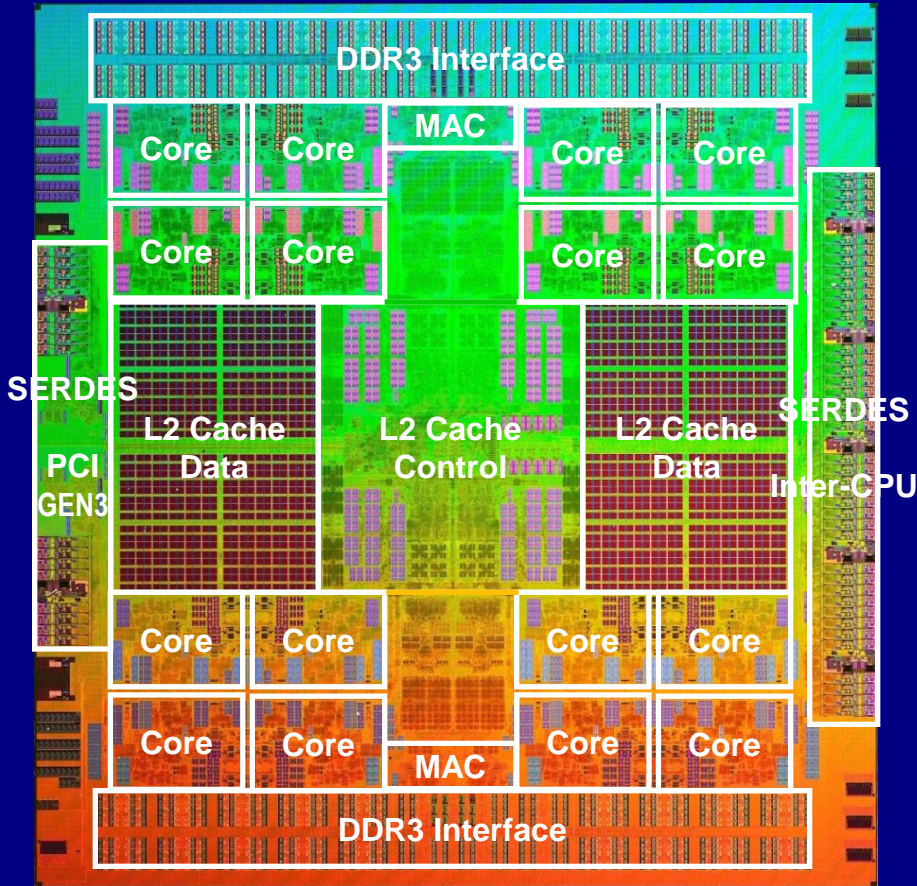 DDR3 Interface
MAC
Core
Core
Core
Core
Core
Core
Core
Core
SERDES
PCI
GEN3
L2 Cache
Data
L2 Cache
Control
L2 Cache
Data
SERDES
Inter-CPU
Core
Core
Core
Core
Core
Core
Core
Core
MAC
DDR3 Interface